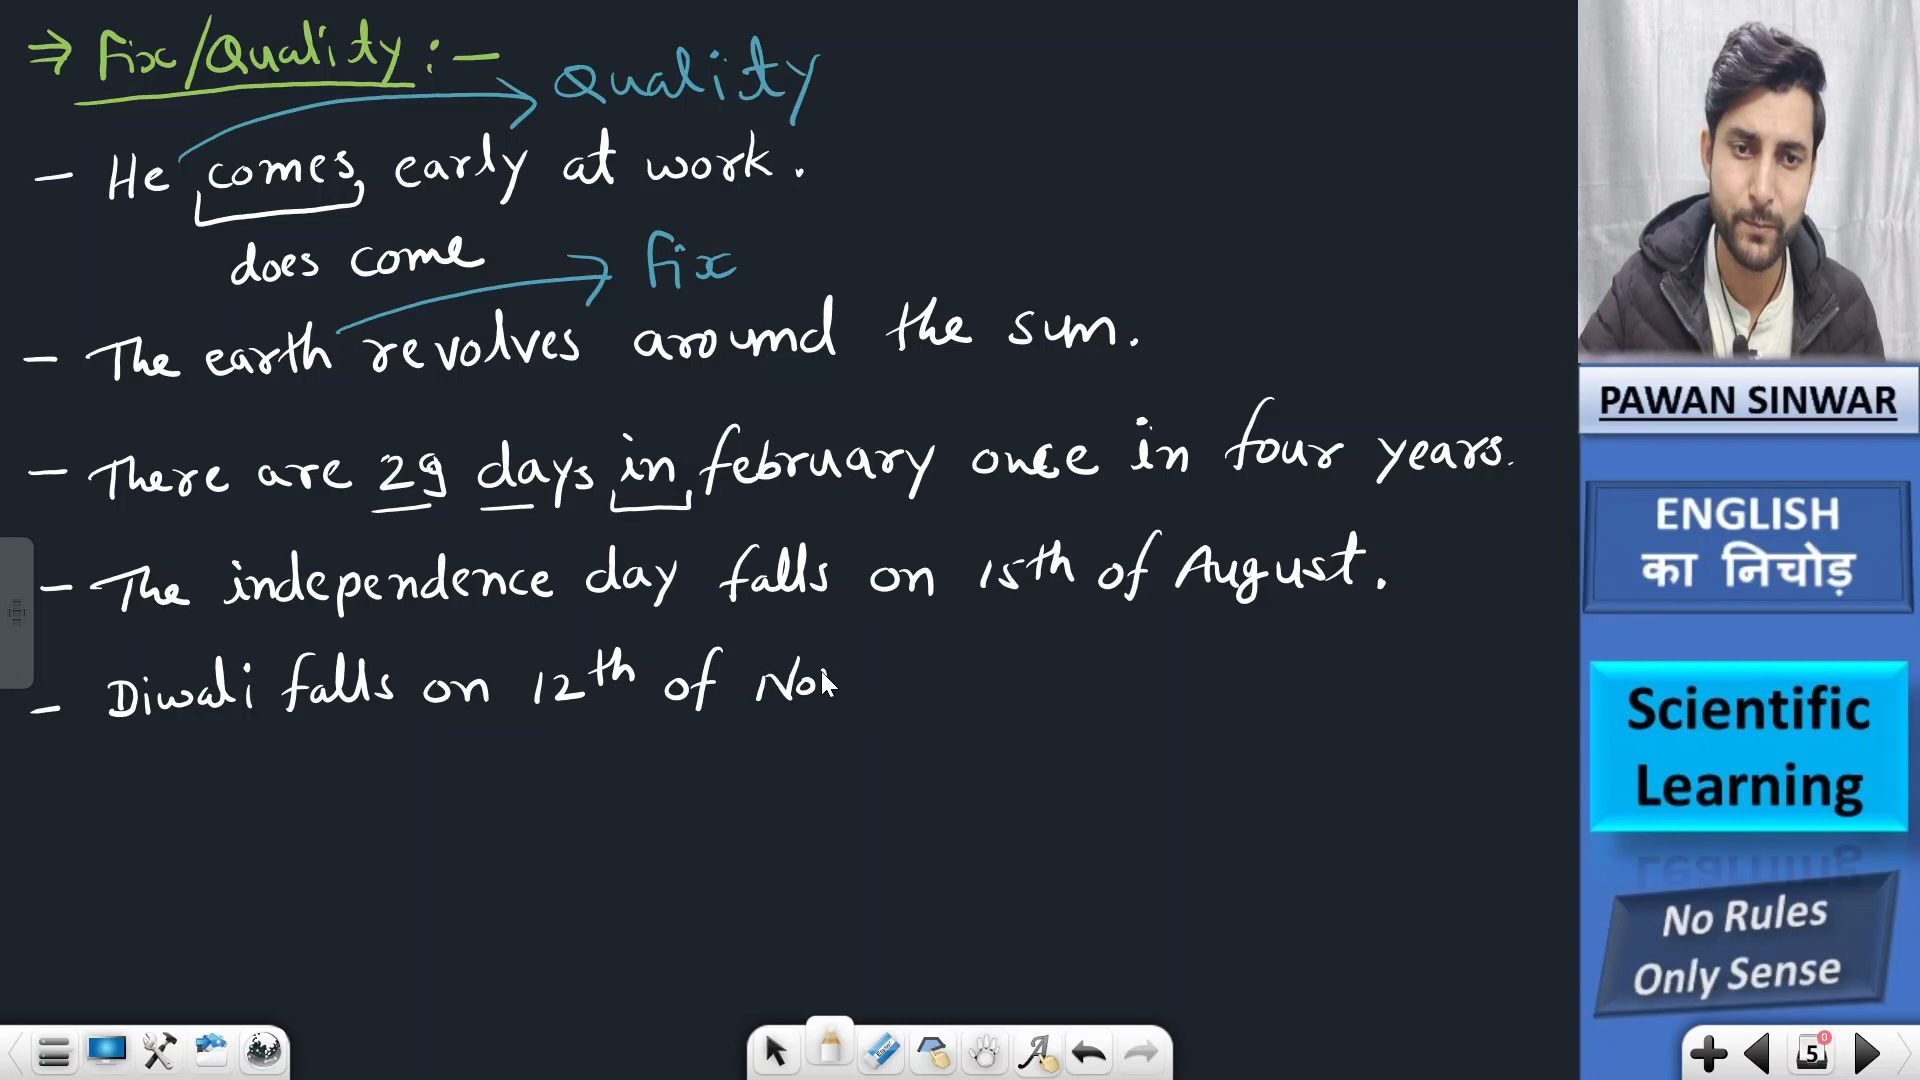 ⇒ Fix/Quality :-
Quality
- He comes, early at work.
does come
Fix
- The earth revolves around the sun.
- There are 29 days in february once in four years.
- The independence day falls on 15th of August.
- Diwali falls on 12th of No
PAWAN SINWAR
ENGLISH
का निचोड़
Scientific
Learning
No Rules
Only Sense
5
0